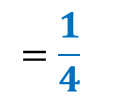 = 1/4